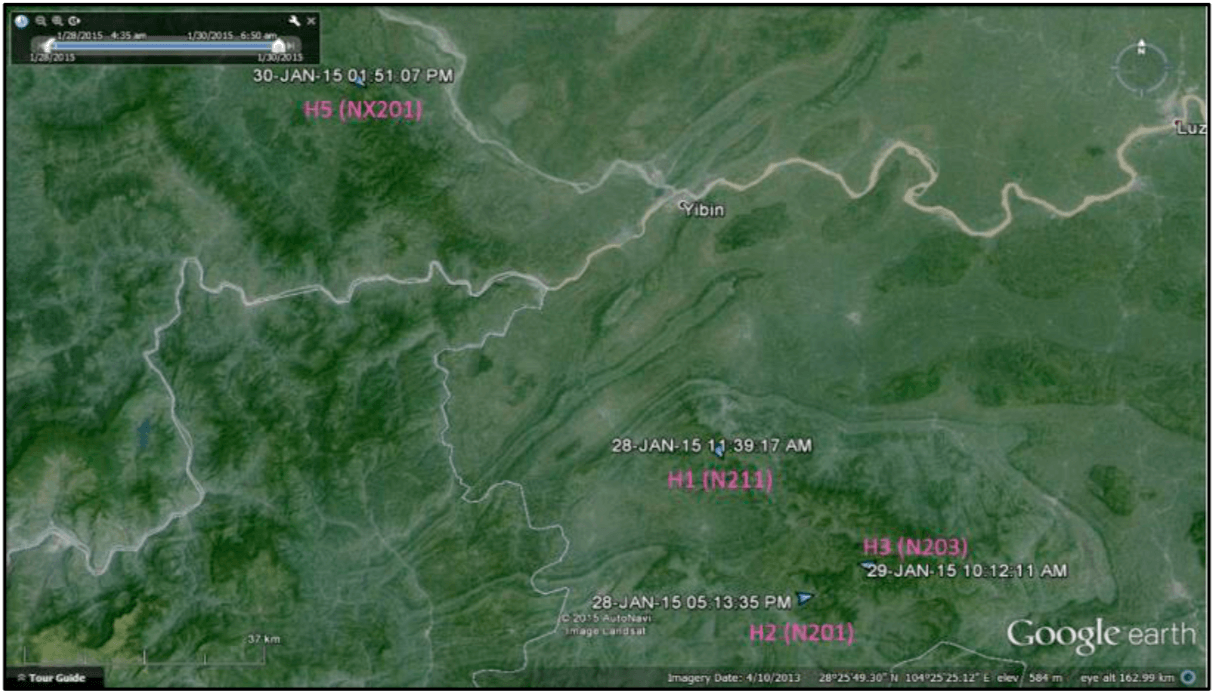 1/28/2015 4:35 am 1/30/2015 6:50 am
1/28/2015 1/30/2015
30-JAN-15 01:51:07 PM
H5 (NX201)
N
Luz
Yibin
28-JAN-15 11:39:17 AM
H1 (N211)
H3 (N203)
29-JAN-15 10:12:11 AM
28-JAN-15 05:13:35 PM
© 2015 AutoNavi
Image Landsat
H2 (N201)
Google earth
37 km
Tour Guide
Imagery Date: 4/10/2013 28°25'49.30" N 104°25'25.12" E elev 584 m eye alt 162.99 km